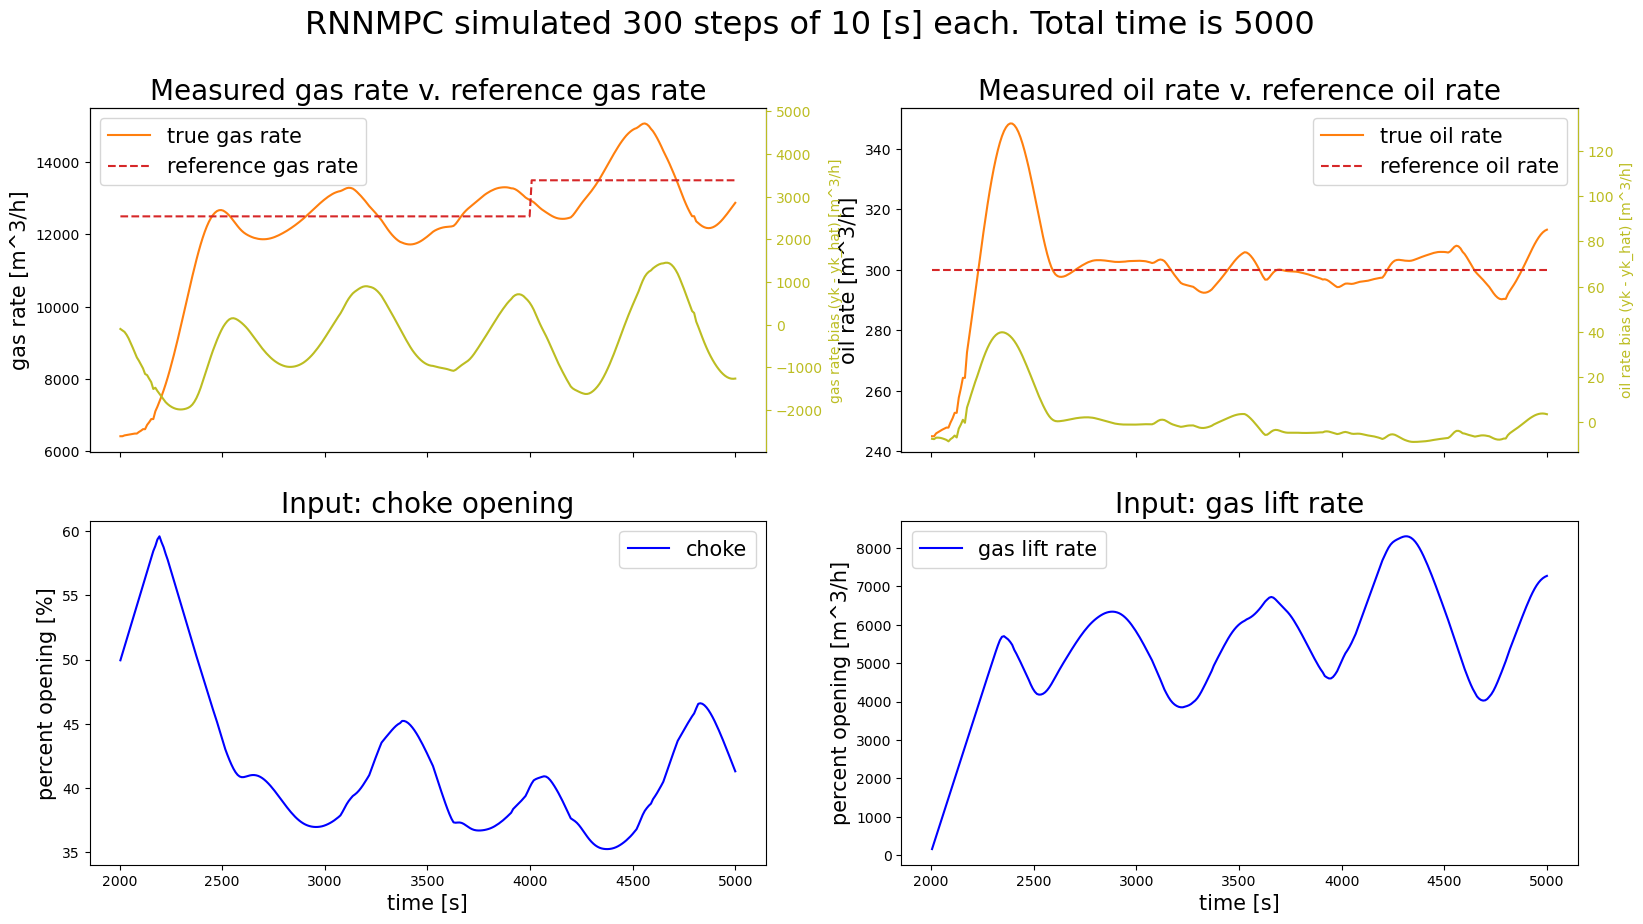 RNNMPC simulated 300 steps of 10 [s] each. Total time is 5000
Measured gas rate v. reference gas rate
true gas rate
reference gas rate
gas rate [m^3/h]
14000
12000
10000
8000
6000
5000
4000
3000
2000
1000
0
−1000
−2000
gas rate bias (yk - yk_hat) [m^3/h]
Measured oil rate v. reference oil rate
true oil rate
reference oil rate
oil rate [m^3/h]
340
320
300
280
260
240
120
100
80
60
40
20
0
oil rate bias (yk - yk_hat) [m^3/h]
Input: choke opening
choke
percent opening [%]
60
55
50
45
40
35
2000 2500 3000 3500 4000 4500 5000
time [s]
Input: gas lift rate
gas lift rate
percent opening [m^3/h]
8000
7000
6000
5000
4000
3000
2000
1000
0
2000 2500 3000 3500 4000 4500 5000
time [s]